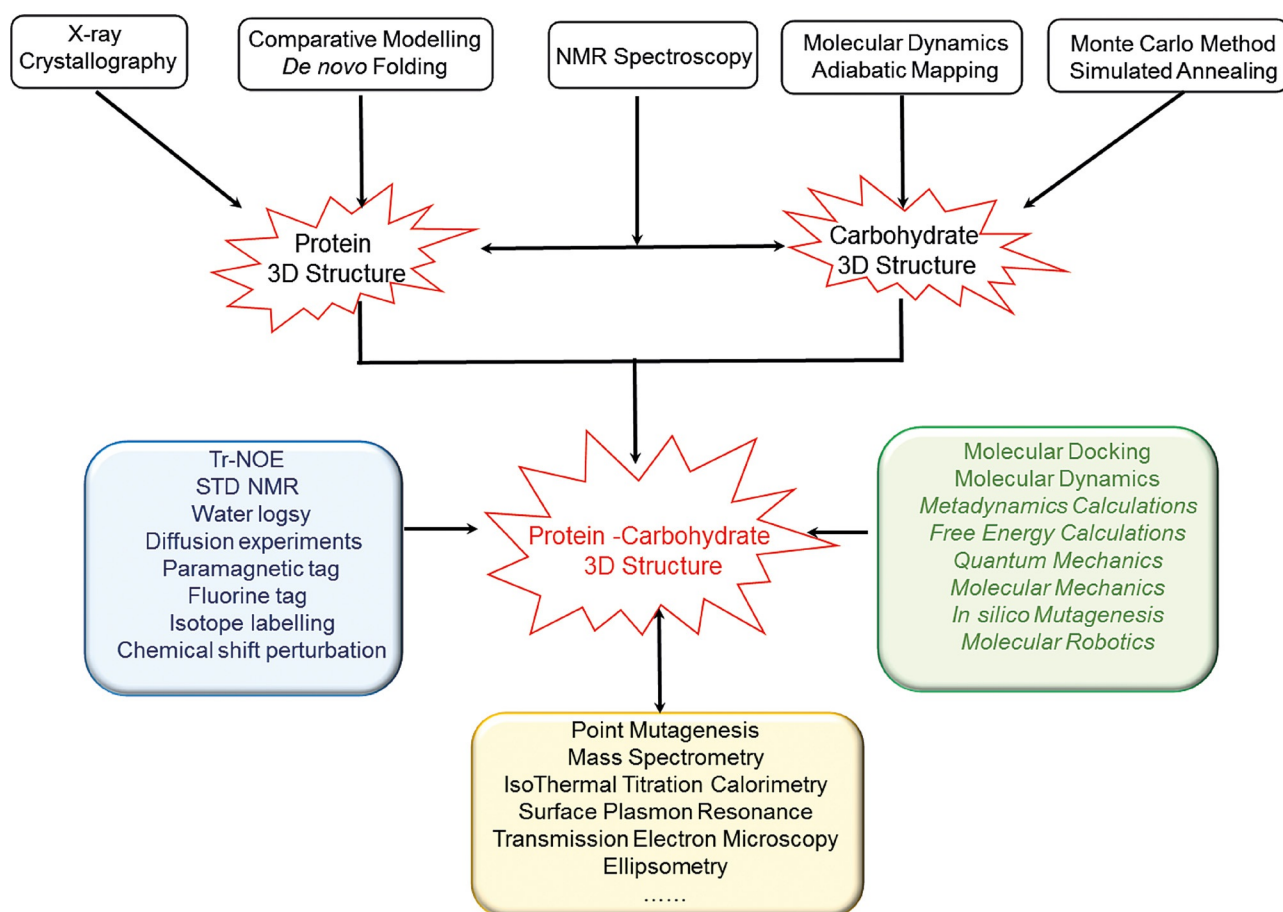 X-ray
Crystallography
Comparative Modelling
De novo Folding
NMR Spectroscopy
Molecular Dynamics
Adiabatic Mapping
Monte Carlo Method
Simulated Annealing
Protein
3D Structure
Carbohydrate
3D Structure
Tr-NOE
STD NMR
Water logsy
Diffusion experiments
Paramagnetic tag
Fluorine tag
Isotope labelling
Chemical shift perturbation
Protein -Carbohydrate
3D Structure
Molecular Docking
Molecular Dynamics
Metadynamics Calculations
Free Energy Calculations
Quantum Mechanics
Molecular Mechanics
In silico Mutagenesis
Molecular Robotics
Point Mutagenesis
Mass Spectrometry
IsoThermal Titration Calorimetry
Surface Plasmon Resonance
Transmission Electron Microscopy
Ellipsometry
......